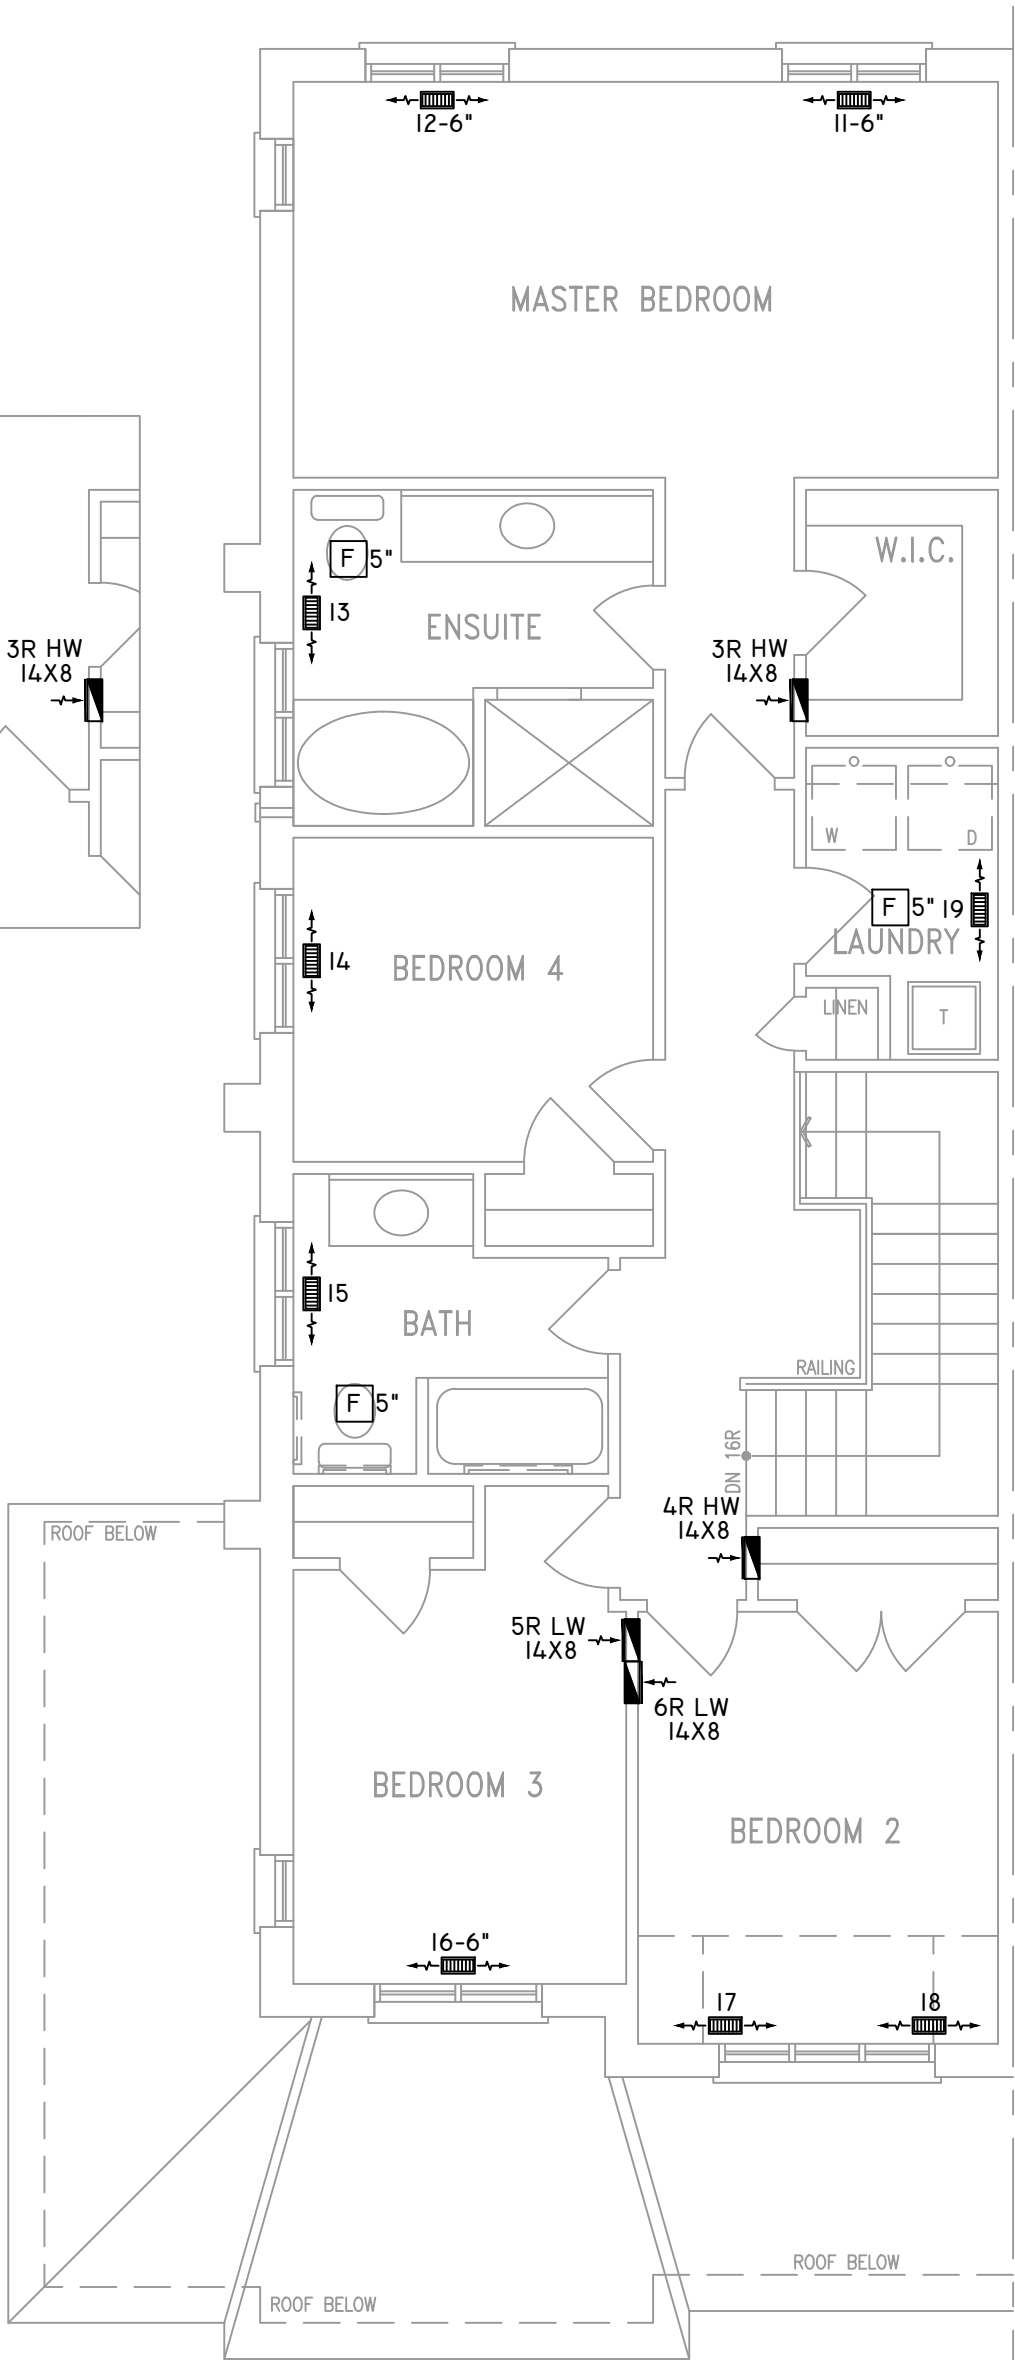 12-6"
11-6"
MASTER BEDROOM
W.I.C.
F 5"
13
ENSUITE
3R HW
14X8
3R HW
14X8
W
D
F 5"
19
LAUNDRY
14
BEDROOM 4
LINEN
T
15
BATH
RAILING
F 5"
DN 16R
4R HW
14X8
ROOF BELOW
5R LW
14X8
6R LW
14X8
BEDROOM 3
BEDROOM 2
16-6"
17
18
ROOF BELOW
ROOF BELOW